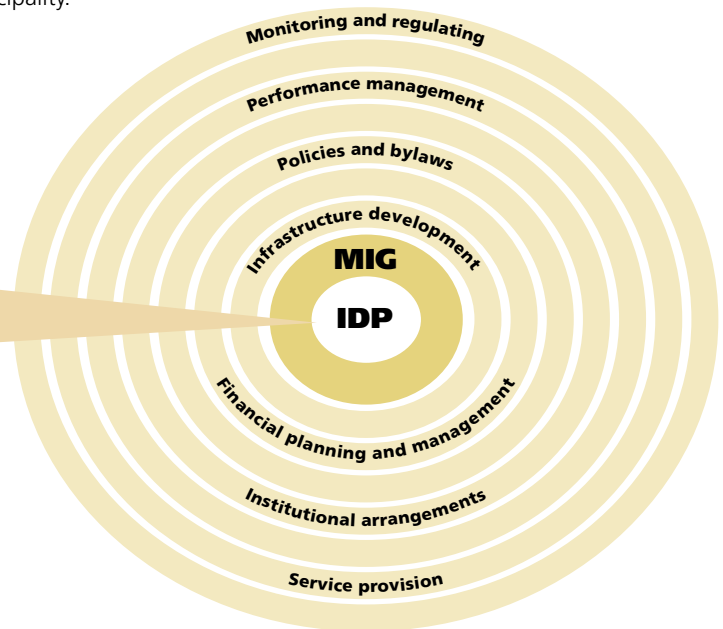 cipality.
Monitoring and regulating
Performance management
Policies and bylaws
Infrastructure development
MIG
IDP
Financial planning and management
Institutional arrangements
Service provision